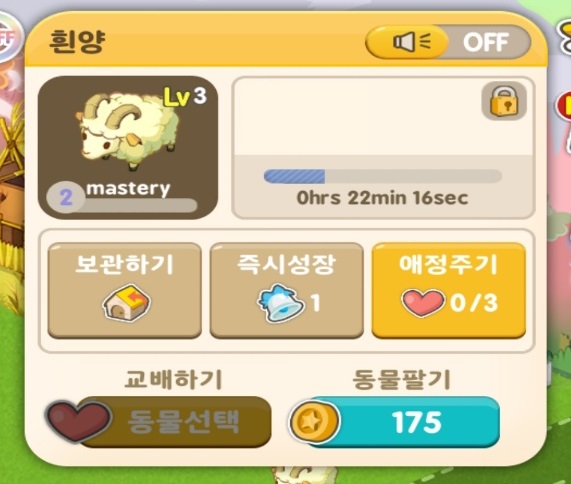 흰양
OFF
Lv3
2
mastery
0hrs 22min 16sec
보관하기
즉시성장
1
애정주기
0/3
교배하기
동물선택
동물팔기
175